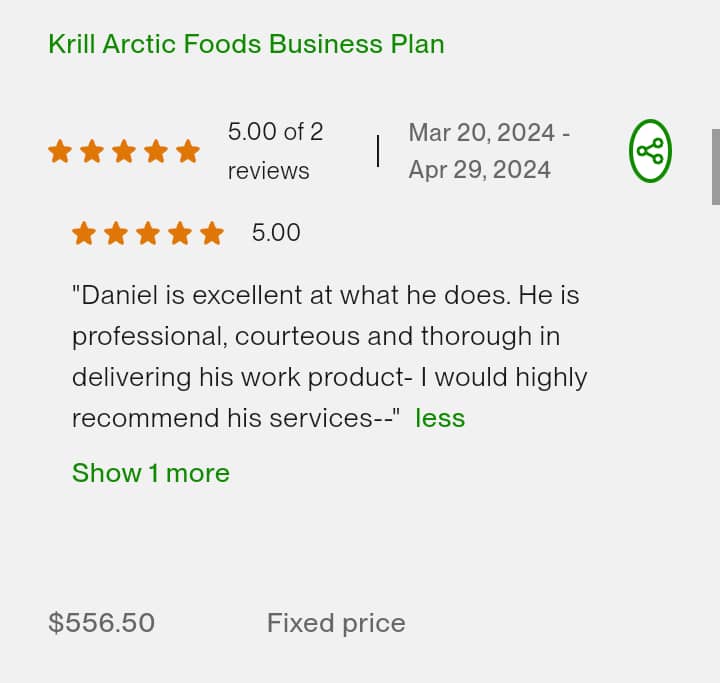 Krill Arctic Foods Business Plan
5.00 of 2
reviews
Mar 20, 2024 -
Apr 29, 2024
5.00
"Daniel is excellent at what he does. He is
professional, courteous and thorough in
delivering his work product- I would highly
recommend his services--" less
Show 1 more
$556.50 Fixed price